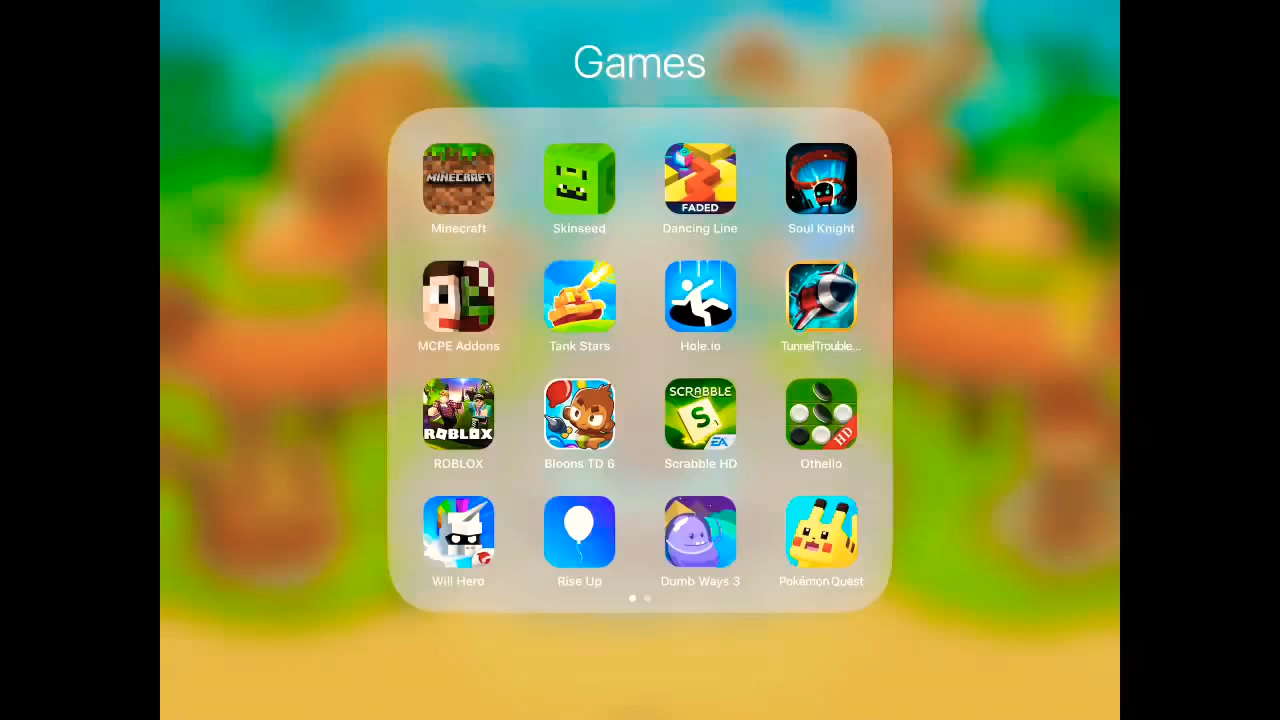 Games
MINECRAFT
FADED
Minecraft
Skinseed
Dancing Line
Soul Knight
MCPE Addons
Tank Stars
Hole.io
TunnelTrouble...
ROBLOX
SCRABBLE
S1
EA
HD
ROBLOX
Bloons TD 6
Scrabble HD
Othello
Will Hero
Rise Up
Dumb Ways 3
Pokémon Quest